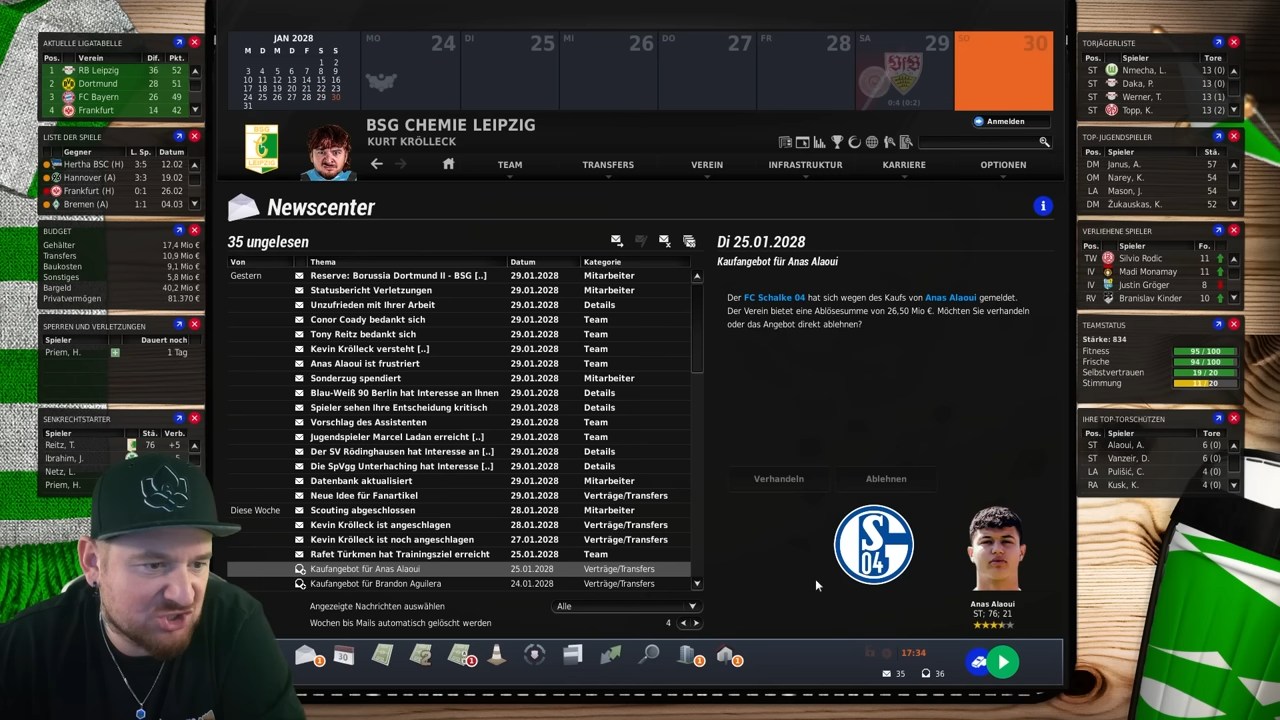 AKTUELLE LIGATABELLE
Pos. Verein Dif. Pkt.
1 RB Leipzig 36 52
2 Dortmund 28 51
3 FC Bayern 26 49
4 Frankfurt 14 42
LISTE DER SPIELE
Gegner L. Sp. Datum
Hertha BSC (H) 3:5 12.02
Hannover (A) 3:3 19.02
Frankfurt (H) 0:1 26.02
Bremen (A) 1:1 04.03
BUDGET
Gehälter 17,4 Mio €
Transfers 10,9 Mio €
Baukosten 9,1 Mio €
Sonstiges 5,8 Mio €
Bargeld 40,2 Mio €
Privatvermögen 81.370 €
SPERREN UND VERLETZUNGEN
Spieler Dauert noch
Priem, H. 1 Tag
SENKRECHTSTARTER
Spieler Stä. Verb.
Reitz, T. 76 +5
Ibrahim, J.
Netz, L.
Priem, H.
JAN 2028
M D M D F S S
1 2
3 4 5 6 7 8 9
10 11 12 13 14 15 16
17 18 19 20 21 22 23
24 25 26 27 28 29 30
31
MO 24
DI 25
MI 26
DO 27
FR 28
SA 29
0:4 (0:2)
SO 30
BSG
LEIPZIG
BSG CHEMIE LEIPZIG
KURT KRÖLLECK
Anmelden
TEAM TRANSFERS VEREIN INFRASTRUKTUR KARRIERE OPTIONEN
Newscenter
35 ungelesen
Von Thema Datum Kategorie
Gestern Reserve: Borussia Dortmund II - BSG [..] 29.01.2028 Mitarbeiter
Statusbericht Verletzungen 29.01.2028 Mitarbeiter
Unzufrieden mit Ihrer Arbeit 29.01.2028 Details
Conor Coady bedankt sich 29.01.2028 Team
Tony Reitz bedankt sich 29.01.2028 Team
Kevin Krölleck versteht [..] 29.01.2028 Team
Anas Alaoui ist frustriert 29.01.2028 Team
Sonderzug spendiert 29.01.2028 Mitarbeiter
Blau-Weiß 90 Berlin hat Interesse an Ihnen 29.01.2028 Details
Spieler sehen Ihre Entscheidung kritisch 29.01.2028 Details
Vorschlag des Assistenten 29.01.2028 Team
Jugendspieler Marcel Ladan erreicht [..] 29.01.2028 Team
Der SV Rödinghausen hat Interesse an [..] 29.01.2028 Details
Die SpVgg Unterhaching hat Interesse [..] 29.01.2028 Details
Datenbank aktualisiert 29.01.2028 Mitarbeiter
Neue Idee für Fanartikel 29.01.2028 Verträge/Transfers
Diese Woche Scouting abgeschlossen 28.01.2028 Mitarbeiter
Kevin Krölleck ist angeschlagen 28.01.2028 Verträge/Transfers
Kevin Krölleck ist noch angeschlagen 27.01.2028 Verträge/Transfers
Rafet Türkmen hat Trainingsziel erreicht 25.01.2028 Team
Kaufangebot für Anas Alaoui 25.01.2028 Verträge/Transfers
Kaufangebot für Brandon Aguilera 24.01.2028 Verträge/Transfers
Angezeigte Nachrichten auswählen Alle
Wochen bis Mails automatisch gelöscht werden 4
Di 25.01.2028
Kaufangebot für Anas Alaoui
Der FC Schalke 04 hat sich wegen des Kaufs von Anas Alaoui gemeldet.
Der Verein bietet eine Ablösesumme von 26,50 Mio €. Möchten Sie verhandeln
oder das Angebot direkt ablehnen?
Verhandeln Ablehnen
S 04
Anas Alaoui
ST; 76; 21
30
1
1
1
1
17:34
35 36
TORJÄGERLISTE
Pos. Spieler Tore
ST Nmecha, L. 13 (0)
ST Daka, P. 13 (0)
ST Werner, T. 13 (1)
ST Topp, K. 13 (2)
TOP-JUGENDSPIELER
Pos. Spieler Stä.
DM Janus, A. 57
OM Narey, K. 54
LA Mason, J. 54
DM Žukauskas, K. 52
VERLIEHENE SPIELER
Pos. Spieler Fo.
TW Silvio Rodic 11
IV Madi Monamay 11
IV Justin Gröger 8
RV Branislav Kinder 10
TEAMSTATUS
Stärke: 834
Fitness 95 / 100
Frische 94 / 100
Selbstvertrauen 19 / 20
Stimmung 11 / 20
IHRE TOP-TORSCHÜTZEN
Pos. Spieler Tore
ST Alaoui, A. 6 (0)
ST Vanzeir, D. 6 (0)
LA Pulišić, C. 4 (0)
RA Kusk, K. 4 (0)